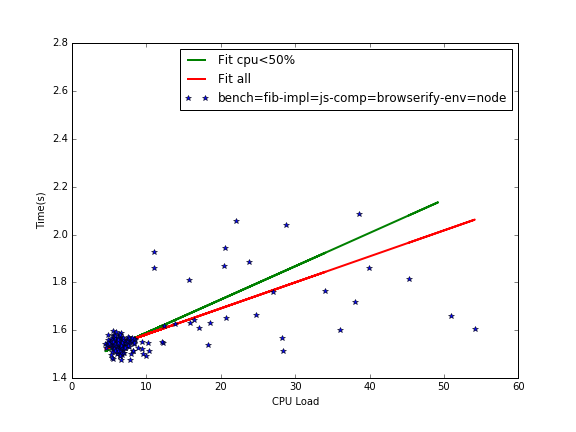 2.8
2.6
2.4
2.2
2.0
1.8
1.6
1.4
Time(s)
Fit cpu<50%
Fit all
bench=fib-impl=js-comp=browserify-env=node
0 10 20 30 40 50 60
CPU Load